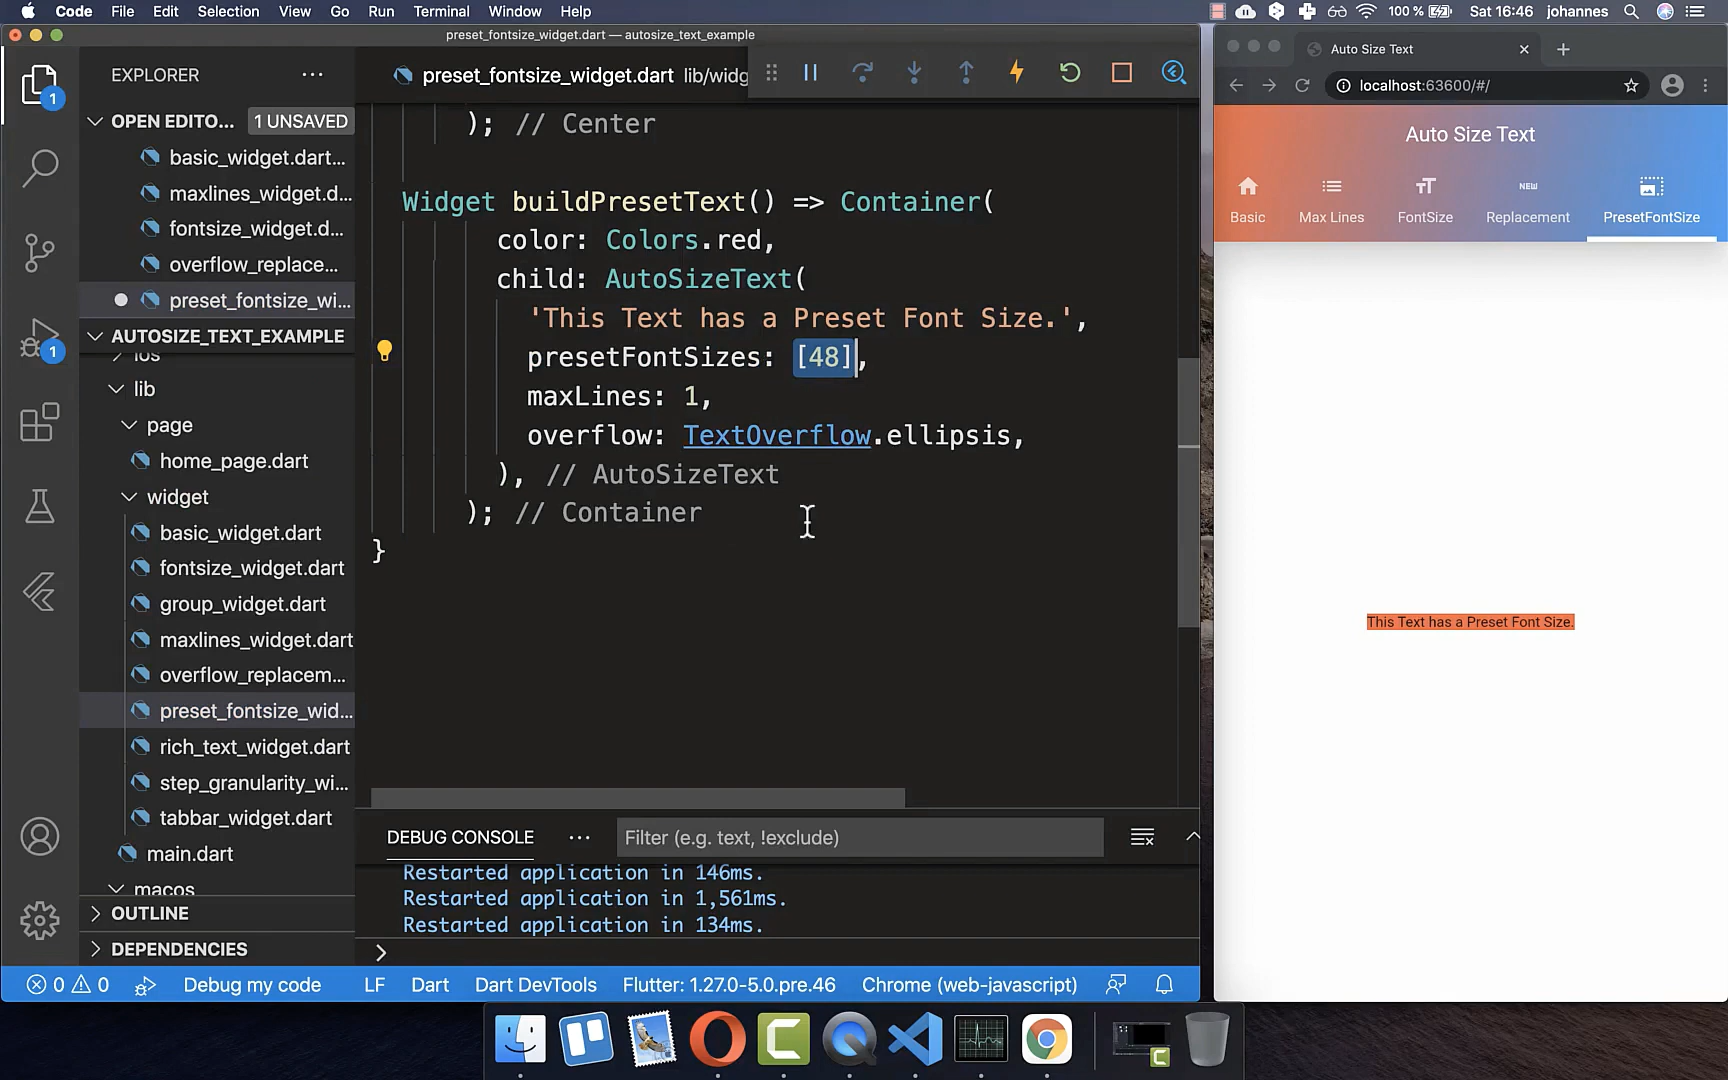 Code File Edit Selection View Go Run Terminal Window Help 100 % Sat 16:46 johannes
preset_fontsize_widget.dart — autosize_text_example
EXPLORER
OPEN EDITO... 1 UNSAVED
basic_widget.dart...
maxlines_widget.d...
fontsize_widget.d...
overflow_replace...
preset_fontsize_wi...
AUTOSIZE_TEXT_EXAMPLE
ios
lib
page
home_page.dart
widget
basic_widget.dart
fontsize_widget.dart
group_widget.dart
maxlines_widget.dart
overflow_replacem...
preset_fontsize_wid...
rich_text_widget.dart
step_granularity_wi...
tabbar_widget.dart
main.dart
macos
OUTLINE
DEPENDENCIES
1
1
preset_fontsize_widget.dart lib/widg
); // Center
Widget buildPresetText() => Container(
color: Colors.red,
child: AutoSizeText(
'This Text has a Preset Font Size.',
presetFontSizes: [48],
maxLines: 1,
overflow: TextOverflow.ellipsis,
), // AutoSizeText
); // Container
}
DEBUG CONSOLE ... Filter (e.g. text, !exclude)
Restarted application in 146ms.
Restarted application in 1,561ms.
Restarted application in 134ms.
>
0 0 Debug my code LF Dart Dart DevTools Flutter: 1.27.0-5.0.pre.46 Chrome (web-javascript)
Auto Size Text
localhost:63600/#/
Auto Size Text
NEW
Basic Max Lines FontSize Replacement PresetFontSize
This Text has a Preset Font Size.